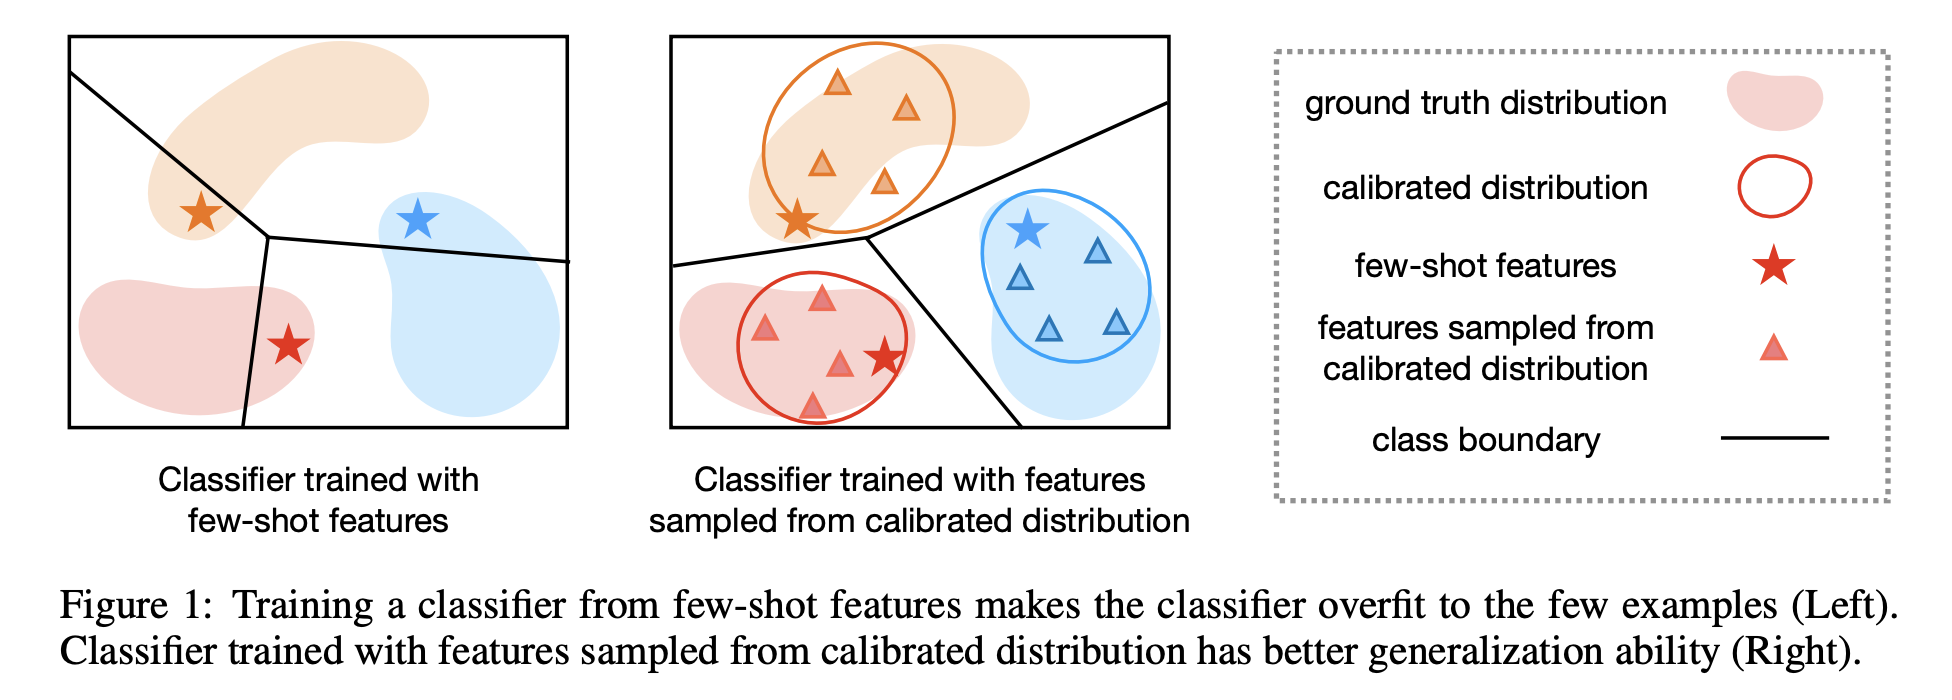 Classifier trained with
few-shot features
Classifier trained with features
sampled from calibrated distribution
ground truth distribution
calibrated distribution
few-shot features
features sampled from
calibrated distribution
class boundary
Figure 1: Training a classifier from few-shot features makes the classifier overfit to the few examples (Left).
Classifier trained with features sampled from calibrated distribution has better generalization ability (Right).